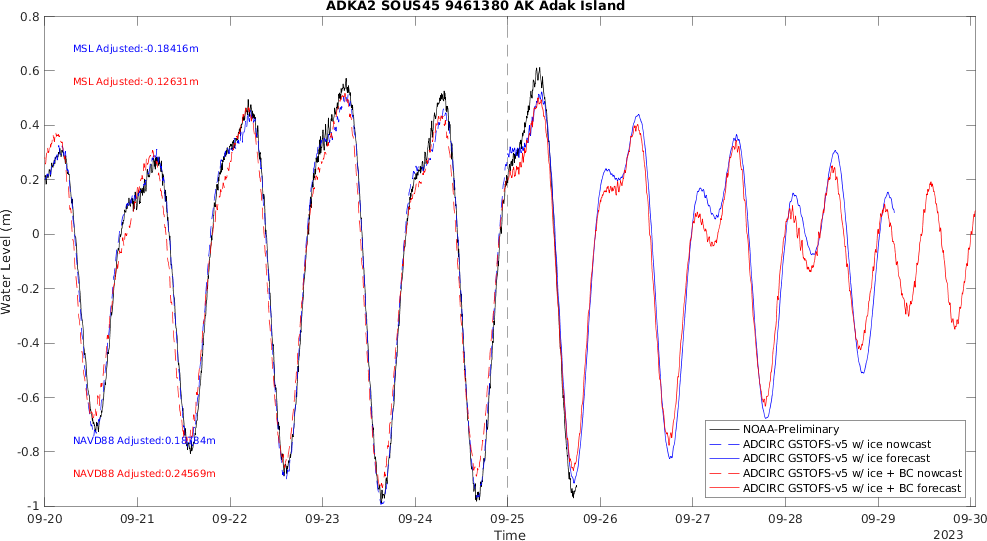 ADKA2 SOUS45 9461380 AK Adak Island
0.8
MSL Adjusted:-0.18416m
0.6
MSL Adjusted:-0.12631m
0.4
0.2
Water Level (m)
0
-0.2
-0.4
-0.6
NOAA-Preliminary
NAVD88 Adjusted:0.18784m
ADCIRC GSTOFS-v5 w/ ice nowcast
-0.8
ADCIRC GSTOFS-v5 w/ ice forecast
NAVD88 Adjusted:0.24569m
ADCIRC GSTOFS-v5 w/ ice + BC nowcast
ADCIRC GSTOFS-v5 w/ ice + BC forecast
-1
09-20 09-21 09-22 09-23 09-24 09-25 09-26 09-27 09-28 09-29 09-30
Time
2023